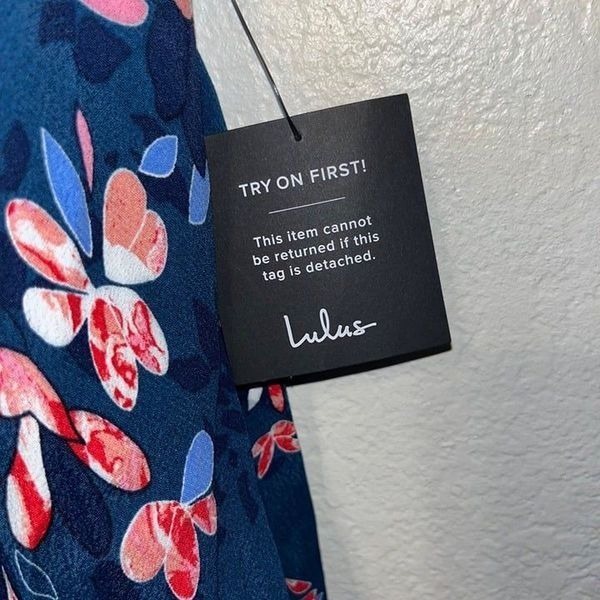 TRY ON FIRST!
This item cannot
be returned if this
tag is detached.
Lulus